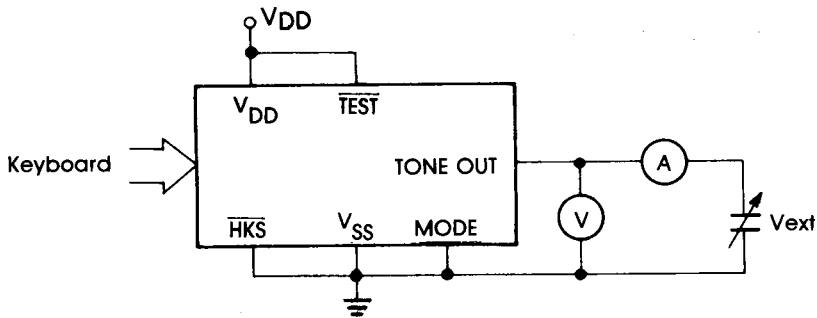 VDD
VDD
TEST
Keyboard
TONE OUT
A
V
Vext
HKS
VSS
MODE